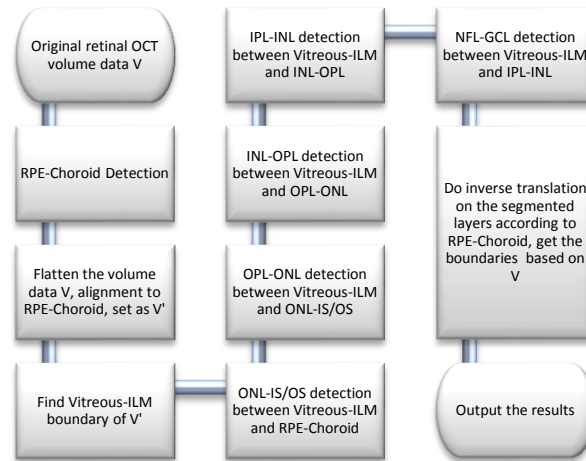 Original retinal OCT
volume data V
RPE-Choroid Detection
Flatten the volume
data V, alignment to
RPE-Choroid, set as V'
Find Vitreous-ILM
boundary of V'
ONL-IS/OS detection
between Vitreous-ILM
and RPE-Choroid
OPL-ONL detection
between Vitreous-ILM
and ONL-IS/OS
INL-OPL detection
between Vitreous-ILM
and OPL-ONL
IPL-INL detection
between Vitreous-ILM
and INL-OPL
NFL-GCL detection
between Vitreous-ILM
and IPL-INL
Do inverse translation
on the segmented
layers according to
RPE-Choroid, get the
boundaries based on
V
Output the results